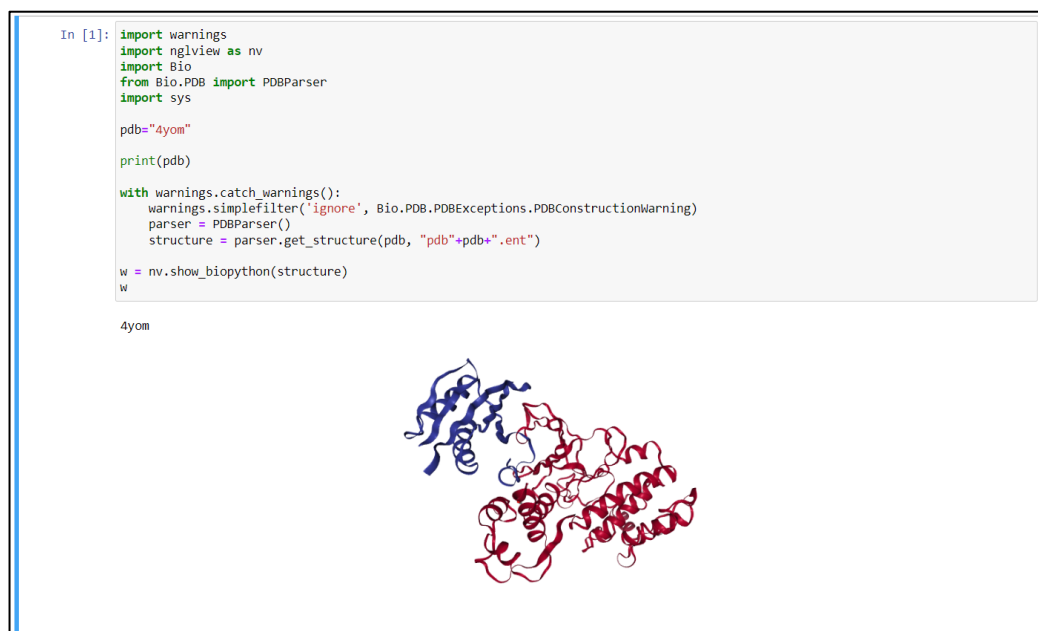 In [1]: import warnings
import nglview as nv
import Bio
from Bio.PDB import PDBParser
import sys
pdb="4yom"
print(pdb)
with warnings.catch_warnings():
    warnings.simplefilter('ignore', Bio.PDB.PDBExceptions.PDBConstructionWarning)
    parser = PDBParser()
    structure = parser.get_structure(pdb, "pdb"+pdb+".ent")
w = nv.show_biopython(structure)
w
4yom